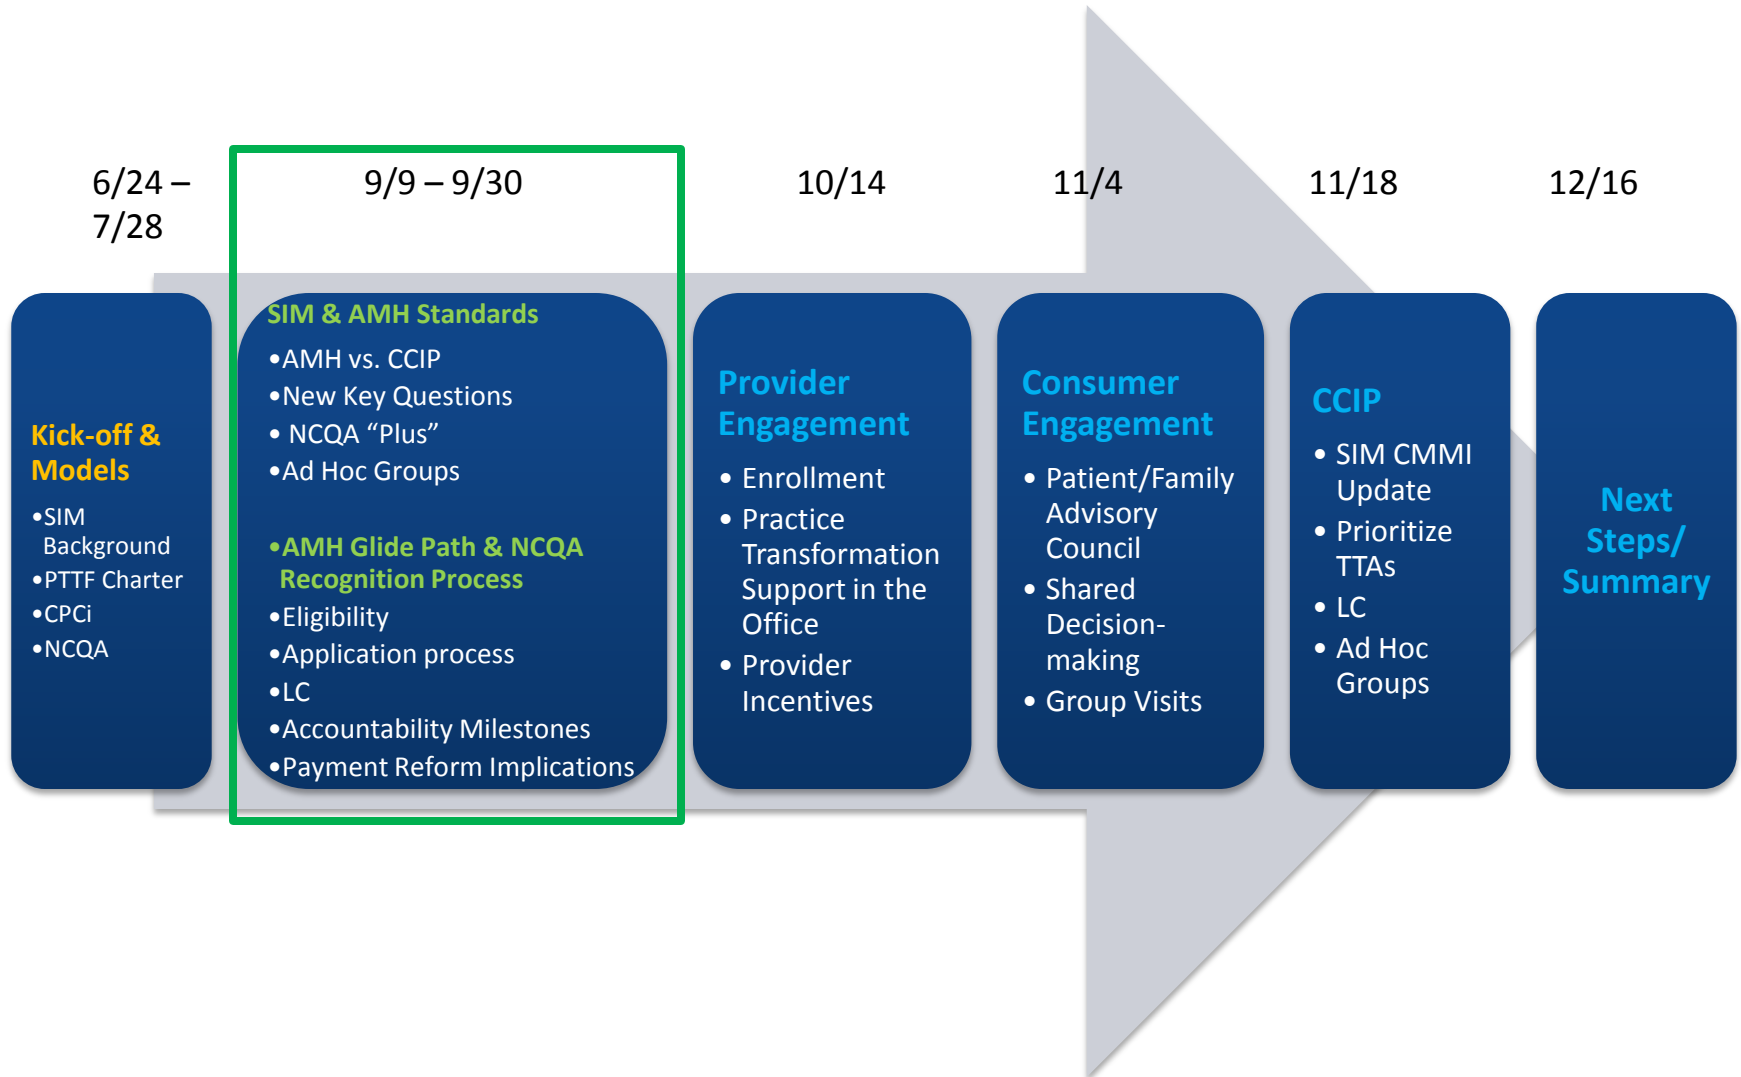 6/24 –
7/28
9/9 – 9/30
10/14
11/4
11/18
12/16
Kick-off &
Models
•SIM
Background
•PTTF Charter
•CPCi
•NCQA
SIM & AMH Standards
•AMH vs. CCIP
•New Key Questions
• NCQA “Plus”
•Ad Hoc Groups
•AMH Glide Path & NCQA
Recognition Process
•Eligibility
•Application process
•LC
•Accountability Milestones
•Payment Reform Implications
Provider
Engagement
• Enrollment
• Practice
Transformation
Support in the
Office
• Provider
Incentives
Consumer
Engagement
• Patient/Family
Advisory
Council
• Shared
Decision-
making
• Group Visits
CCIP
• SIM CMMI
Update
• Prioritize
TTAs
• LC
• Ad Hoc
Groups
Next
Steps/
Summary